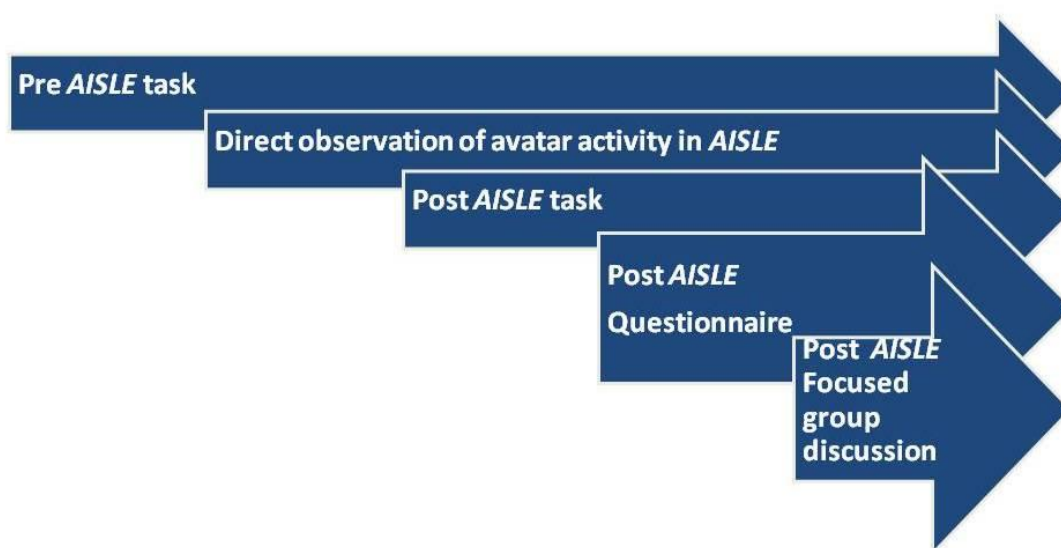 Pre AISLE task
Direct observation of avatar activity in AISLE
Post AISLE task
Post AISLE
Questionnaire
Post AISLE
Focused
group
discussion